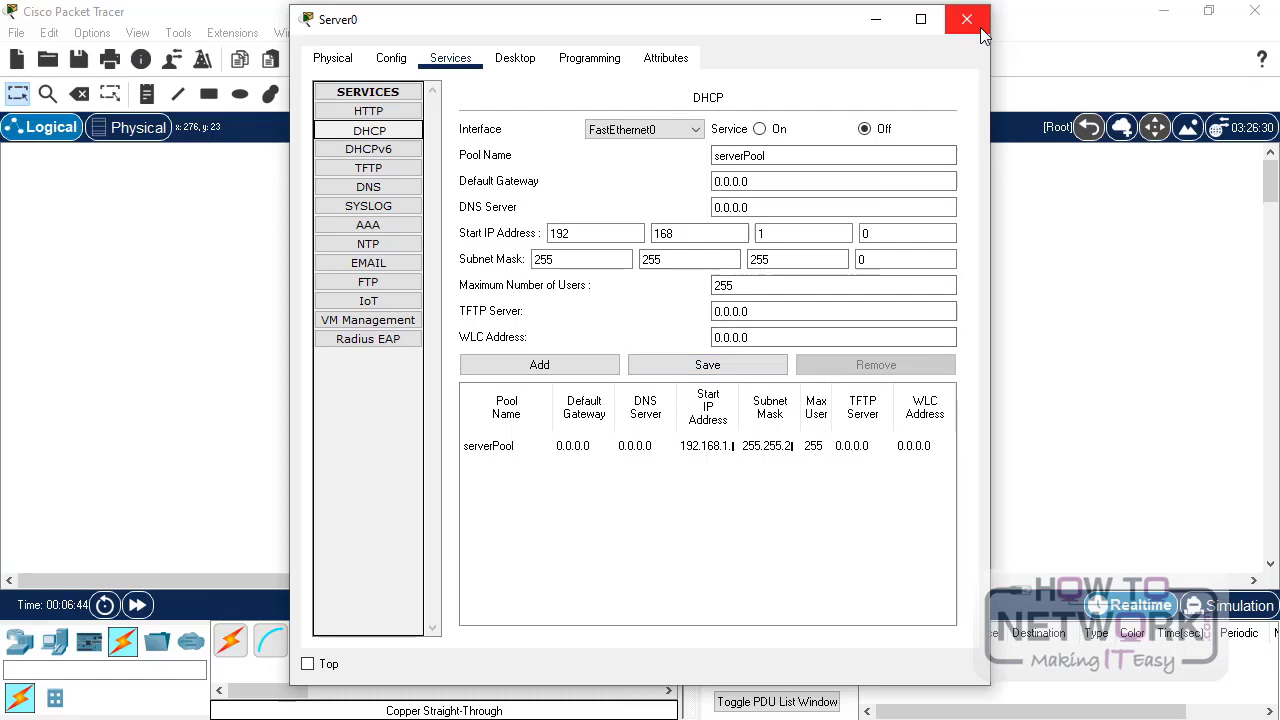 Cisco Packet Tracer
File Edit Options View Tools Extensions
Logical Physical x: 276, y: 23
[Root] 03:26:30
Server0
Physical Config Services Desktop Programming Attributes
SERVICES
HTTP
DHCP
DHCPv6
TFTP
DNS
SYSLOG
AAA
NTP
EMAIL
FTP
IoT
VM Management
Radius EAP
DHCP
Interface FastEthernet0 Service On Off
Pool Name serverPool
Default Gateway 0.0.0.0
DNS Server 0.0.0.0
Start IP Address : 192 168 1 0
Subnet Mask: 255 255 255 0
Maximum Number of Users : 255
TFTP Server: 0.0.0.0
WLC Address: 0.0.0.0
Add Save Remove
Pool Name Default Gateway DNS Server Start IP Address Subnet Mask Max User TFTP Server WLC Address
serverPool 0.0.0.0 0.0.0.0 192.168.1. 255.255.2 255 0.0.0.0 0.0.0.0
Top
Time: 00:06:44
Realtime Simulation
Destination Type Color Time(sec) Periodic
HOW TO NETWORK.com
Making IT Easy
Toggle PDU List Window
Copper Straight-Through